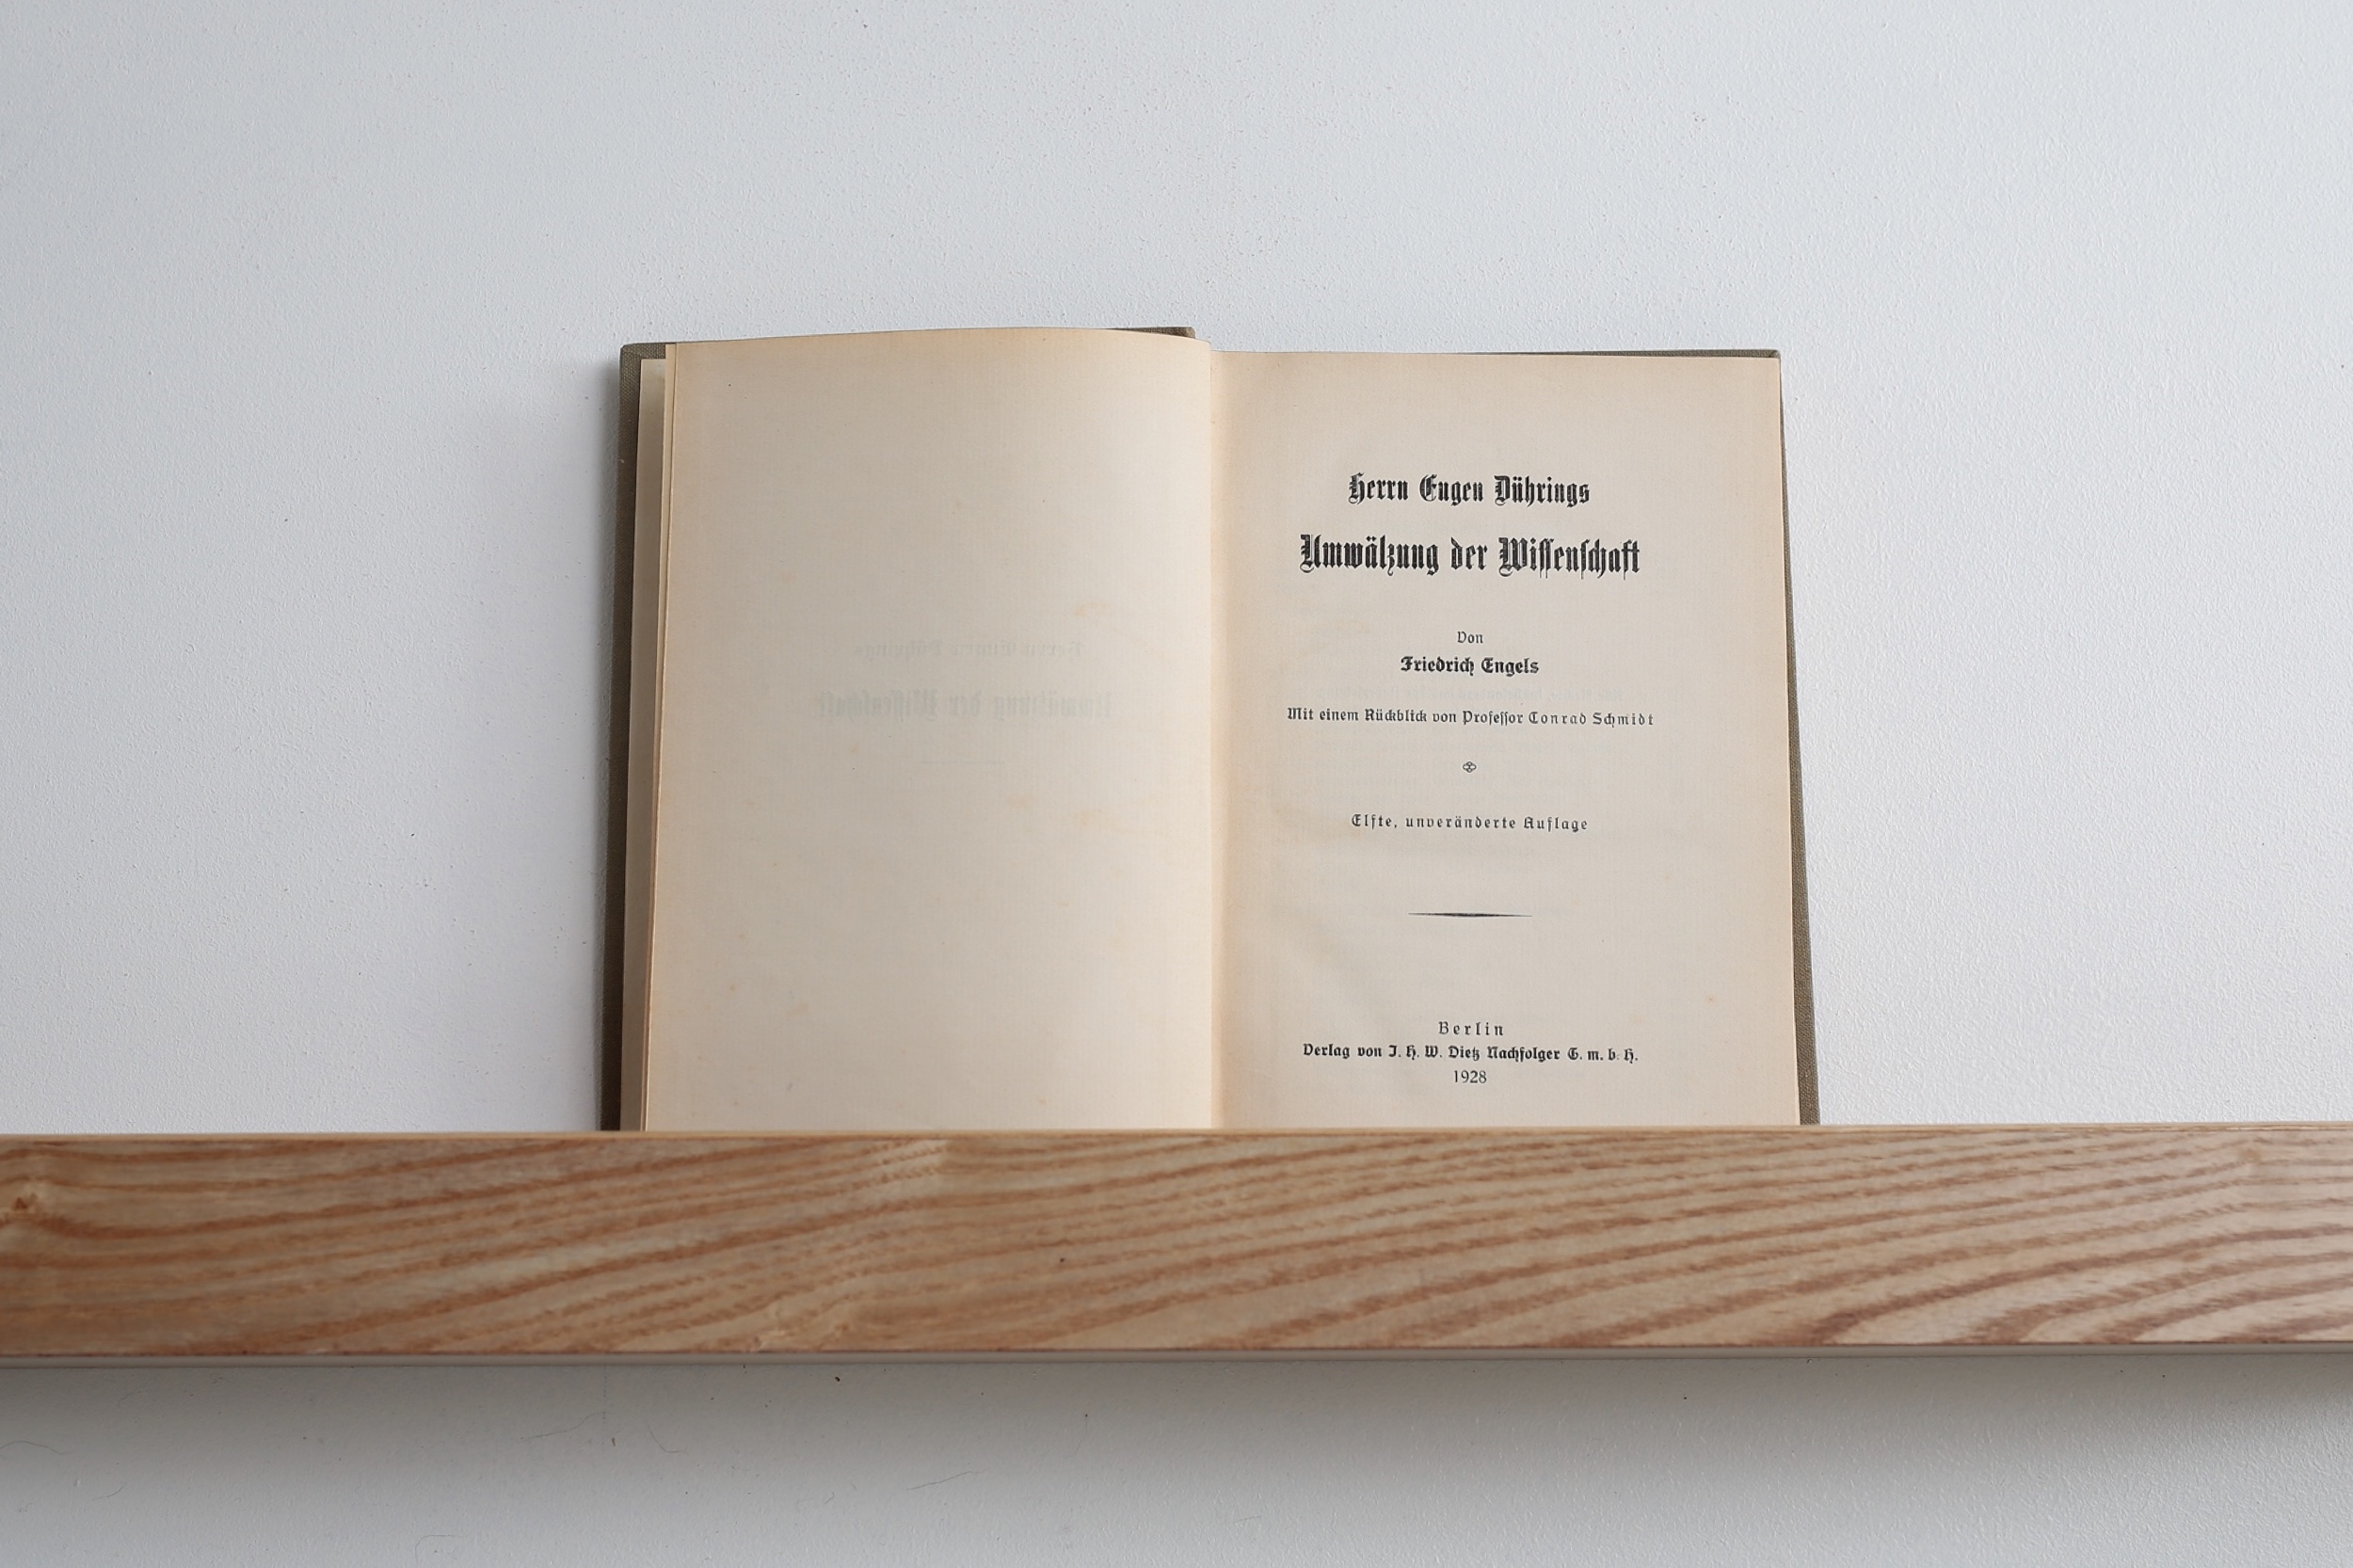 Herrn Eugen Dührings
Umwälzung der Wissenschaft
Von
Friedrich Engels
Mit einem Rückblick von Professor Conrad Schmidt
Elfte, unveränderte Auflage
Berlin
Verlag von J. H. W. Dietz Nachfolger G. m. b. H.
1928